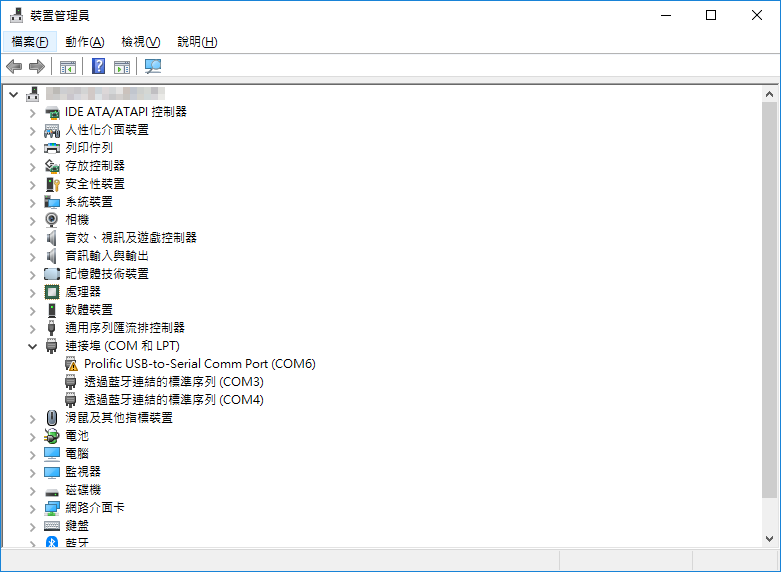 裝置管理員
檔案(F) 動作(A) 檢視(V) 說明(H)
IDE ATA/ATAPI 控制器
人性化介面裝置
列印佇列
存放控制器
安全性裝置
系統裝置
相機
音效、視訊及遊戲控制器
音訊輸入與輸出
記憶體技術裝置
處理器
軟體裝置
通用序列匯流排控制器
連接埠 (COM 和 LPT)
Prolific USB-to-Serial Comm Port (COM6)
透過藍牙連結的標準序列 (COM3)
透過藍牙連結的標準序列 (COM4)
滑鼠及其他指標裝置
電池
電腦
監視器
磁碟機
網路介面卡
鍵盤
藍牙